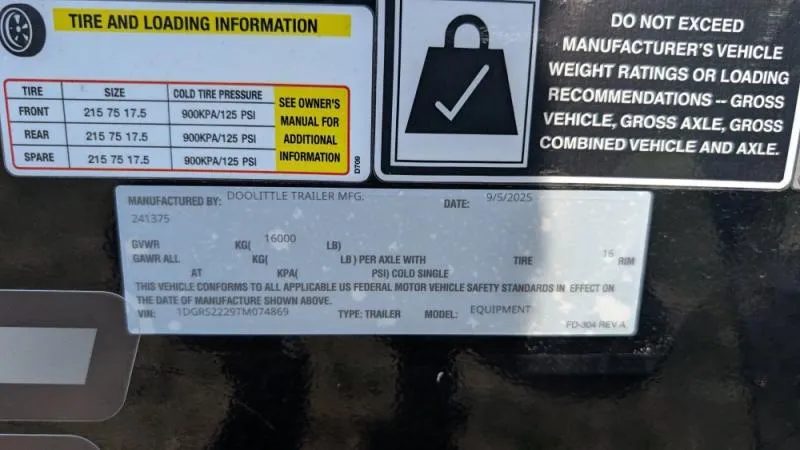 TIRE AND LOADING INFORMATION
TIRE SIZE COLD TIRE PRESSURE
FRONT 215 75 17.5 900KPA/125 PSI
REAR 215 75 17.5 900KPA/125 PSI
SPARE 215 75 17.5 900KPA/125 PSI
SEE OWNER'S
MANUAL FOR
ADDITIONAL
INFORMATION
D709
DO NOT EXCEED
MANUFACTURER'S VEHICLE
WEIGHT RATINGS OR LOADING
RECOMMENDATIONS -- GROSS
VEHICLE, GROSS AXLE, GROSS
COMBINED VEHICLE AND AXLE.
MANUFACTURED BY: DOOLITTLE TRAILER MFG. DATE: 9/5/2025
241375
GVWR KG( 16000 LB)
GAWR ALL KG( LB) PER AXLE WITH TIRE 16 RIM
AT KPA( PSI) COLD SINGLE
THIS VEHICLE CONFORMS TO ALL APPLICABLE US FEDERAL MOTOR VEHICLE SAFETY STANDARDS IN EFFECT ON
THE DATE OF MANUFACTURE SHOWN ABOVE.
VIN: 1DGRS2229TM074869 TYPE: TRAILER MODEL: EQUIPMENT
FD-304 REV A